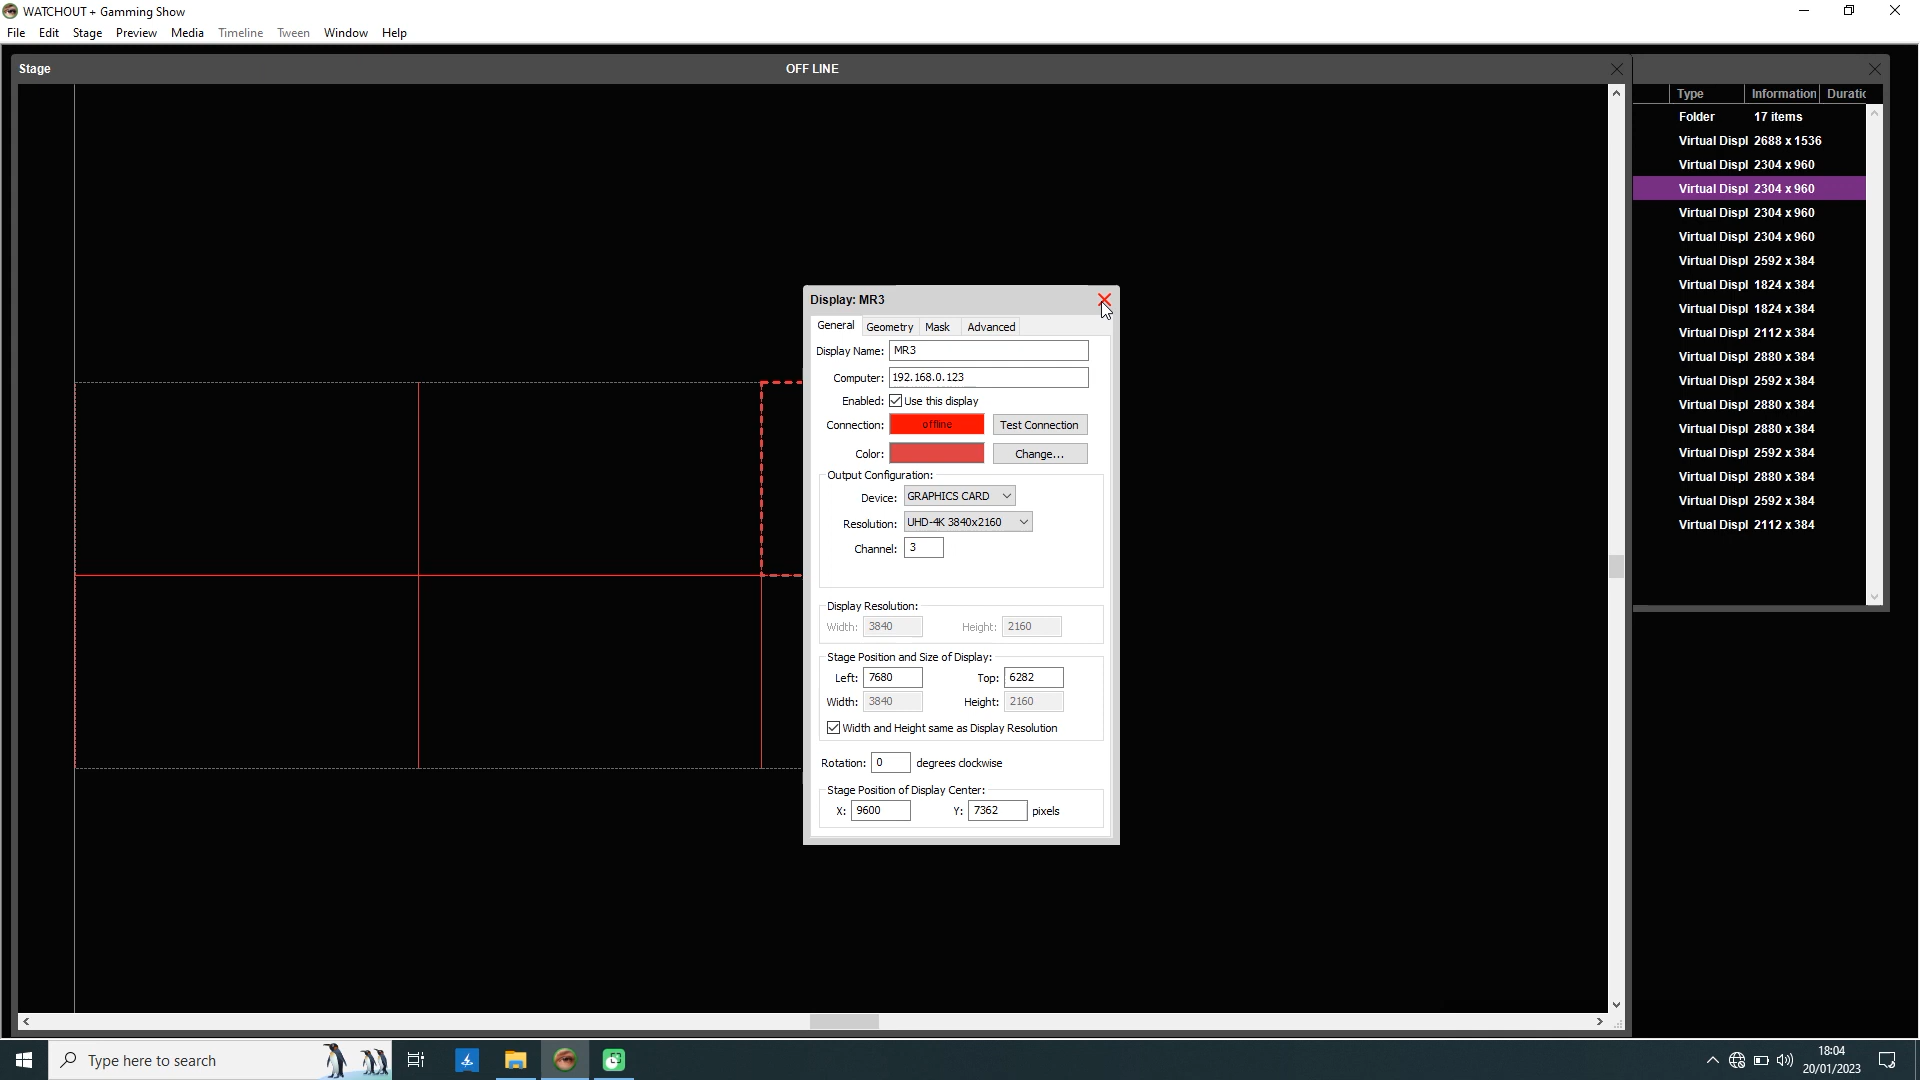 WATCHOUT + Gamming Show
File Edit Stage Preview Media Timeline Tween Window Help
Stage OFF LINE
Type Information Duratic
Folder 17 items
Virtual Displ 2688 x 1536
Virtual Displ 2304 x 960
Virtual Displ 2304 x 960
Virtual Displ 2304 x 960
Virtual Displ 2304 x 960
Virtual Displ 2592 x 384
Virtual Displ 1824 x 384
Virtual Displ 1824 x 384
Virtual Displ 2112 x 384
Virtual Displ 2880 x 384
Virtual Displ 2592 x 384
Virtual Displ 2880 x 384
Virtual Displ 2880 x 384
Virtual Displ 2592 x 384
Virtual Displ 2880 x 384
Virtual Displ 2592 x 384
Virtual Displ 2112 x 384
Display: MR3
General Geometry Mask Advanced
Display Name: MR3
Computer: 192.168.0.123
Enabled: Use this display
Connection: offline Test Connection
Color: Change...
Output Configuration:
Device: GRAPHICS CARD
Resolution: UHD-4K 3840x2160
Channel: 3
Display Resolution:
Width: 3840 Height: 2160
Stage Position and Size of Display:
Left: 7680 Top: 6282
Width: 3840 Height: 2160
Width and Height same as Display Resolution
Rotation: 0 degrees clockwise
Stage Position of Display Center:
X: 9600 Y: 7362 pixels
Type here to search
18:04
20/01/2023